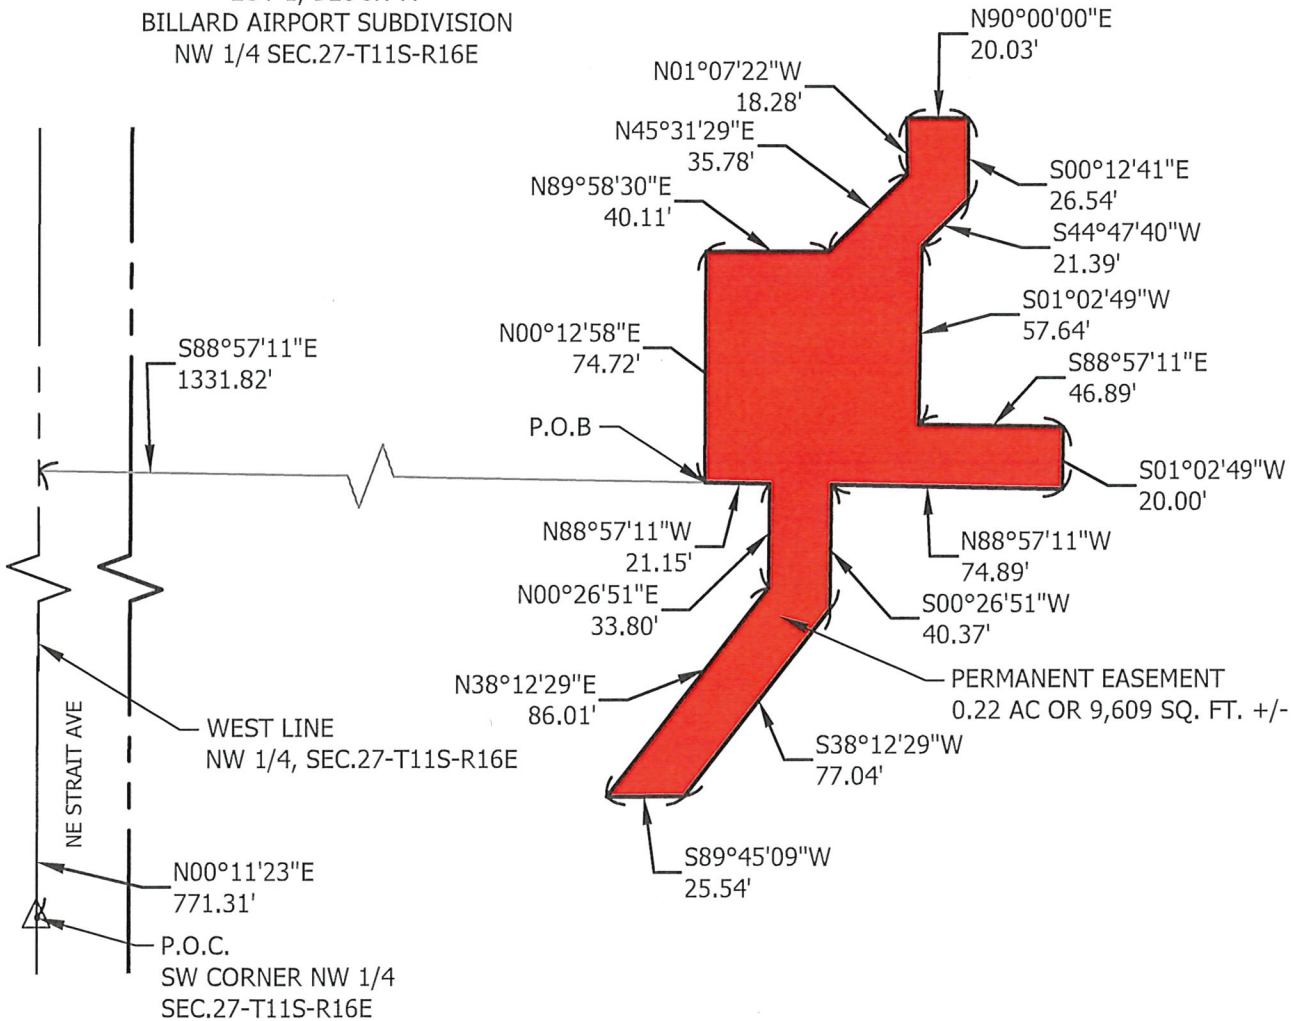 BILLARD AIRPORT SUBDIVISION
NW 1/4 SEC.27-T11S-R16E
N90°00'00"E
20.03'
N01°07'22"W
18.28'
N45°31'29"E
35.78'
N89°58'30"E
40.11'
S00°12'41"E
26.54'
S44°47'40"W
21.39'
S01°02'49"W
57.64'
S88°57'11"E
46.89'
S01°02'49"W
20.00'
N00°12'58"E
74.72'
S88°57'11"E
1331.82'
P.O.B
N88°57'11"W
21.15'
N88°57'11"W
74.89'
N00°26'51"E
33.80'
S00°26'51"W
40.37'
N38°12'29"E
86.01'
PERMANENT EASEMENT
0.22 AC OR 9,609 SQ. FT. +/-
S38°12'29"W
77.04'
S89°45'09"W
25.54'
WEST LINE
NW 1/4, SEC.27-T11S-R16E
NE STRAIT AVE
N00°11'23"E
771.31'
P.O.C.
SW CORNER NW 1/4
SEC.27-T11S-R16E